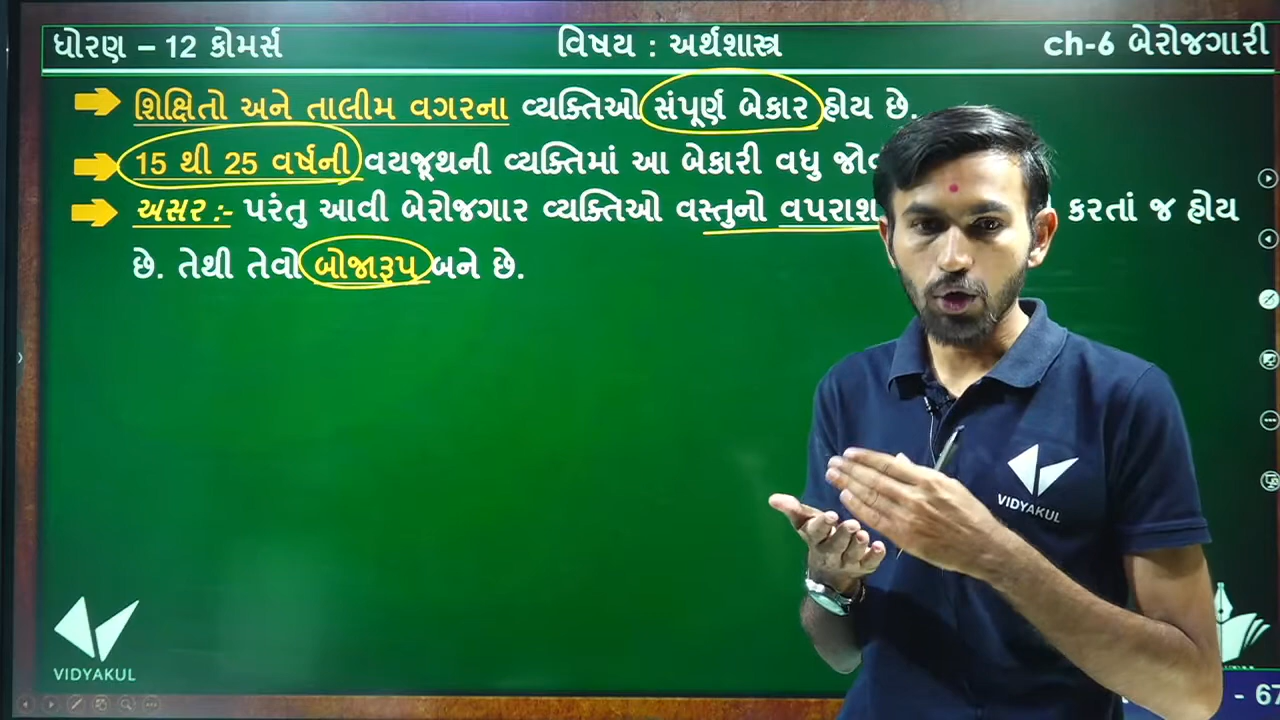 ધોરણ – 12 કોમર્સ
વિષય : અર્થશાસ્ત્ર
ch-6 બેરોજગારી
શિક્ષિતો અને તાલીમ વગરના વ્યક્તિઓ સંપૂર્ણ બેકાર હોય છે.
15 થી 25 વર્ષની વયજૂથની વ્યક્તિમાં આ બેકારી વધુ
અસર :- પરંતુ આવી બેરોજગાર વ્યક્તિઓ વસ્તુનો વપરાશ કરતાં જ હોય
છે. તેથી તેવો બોજારૂપ બને છે.
VIDYAKUL
VIDYAKUL
- 67